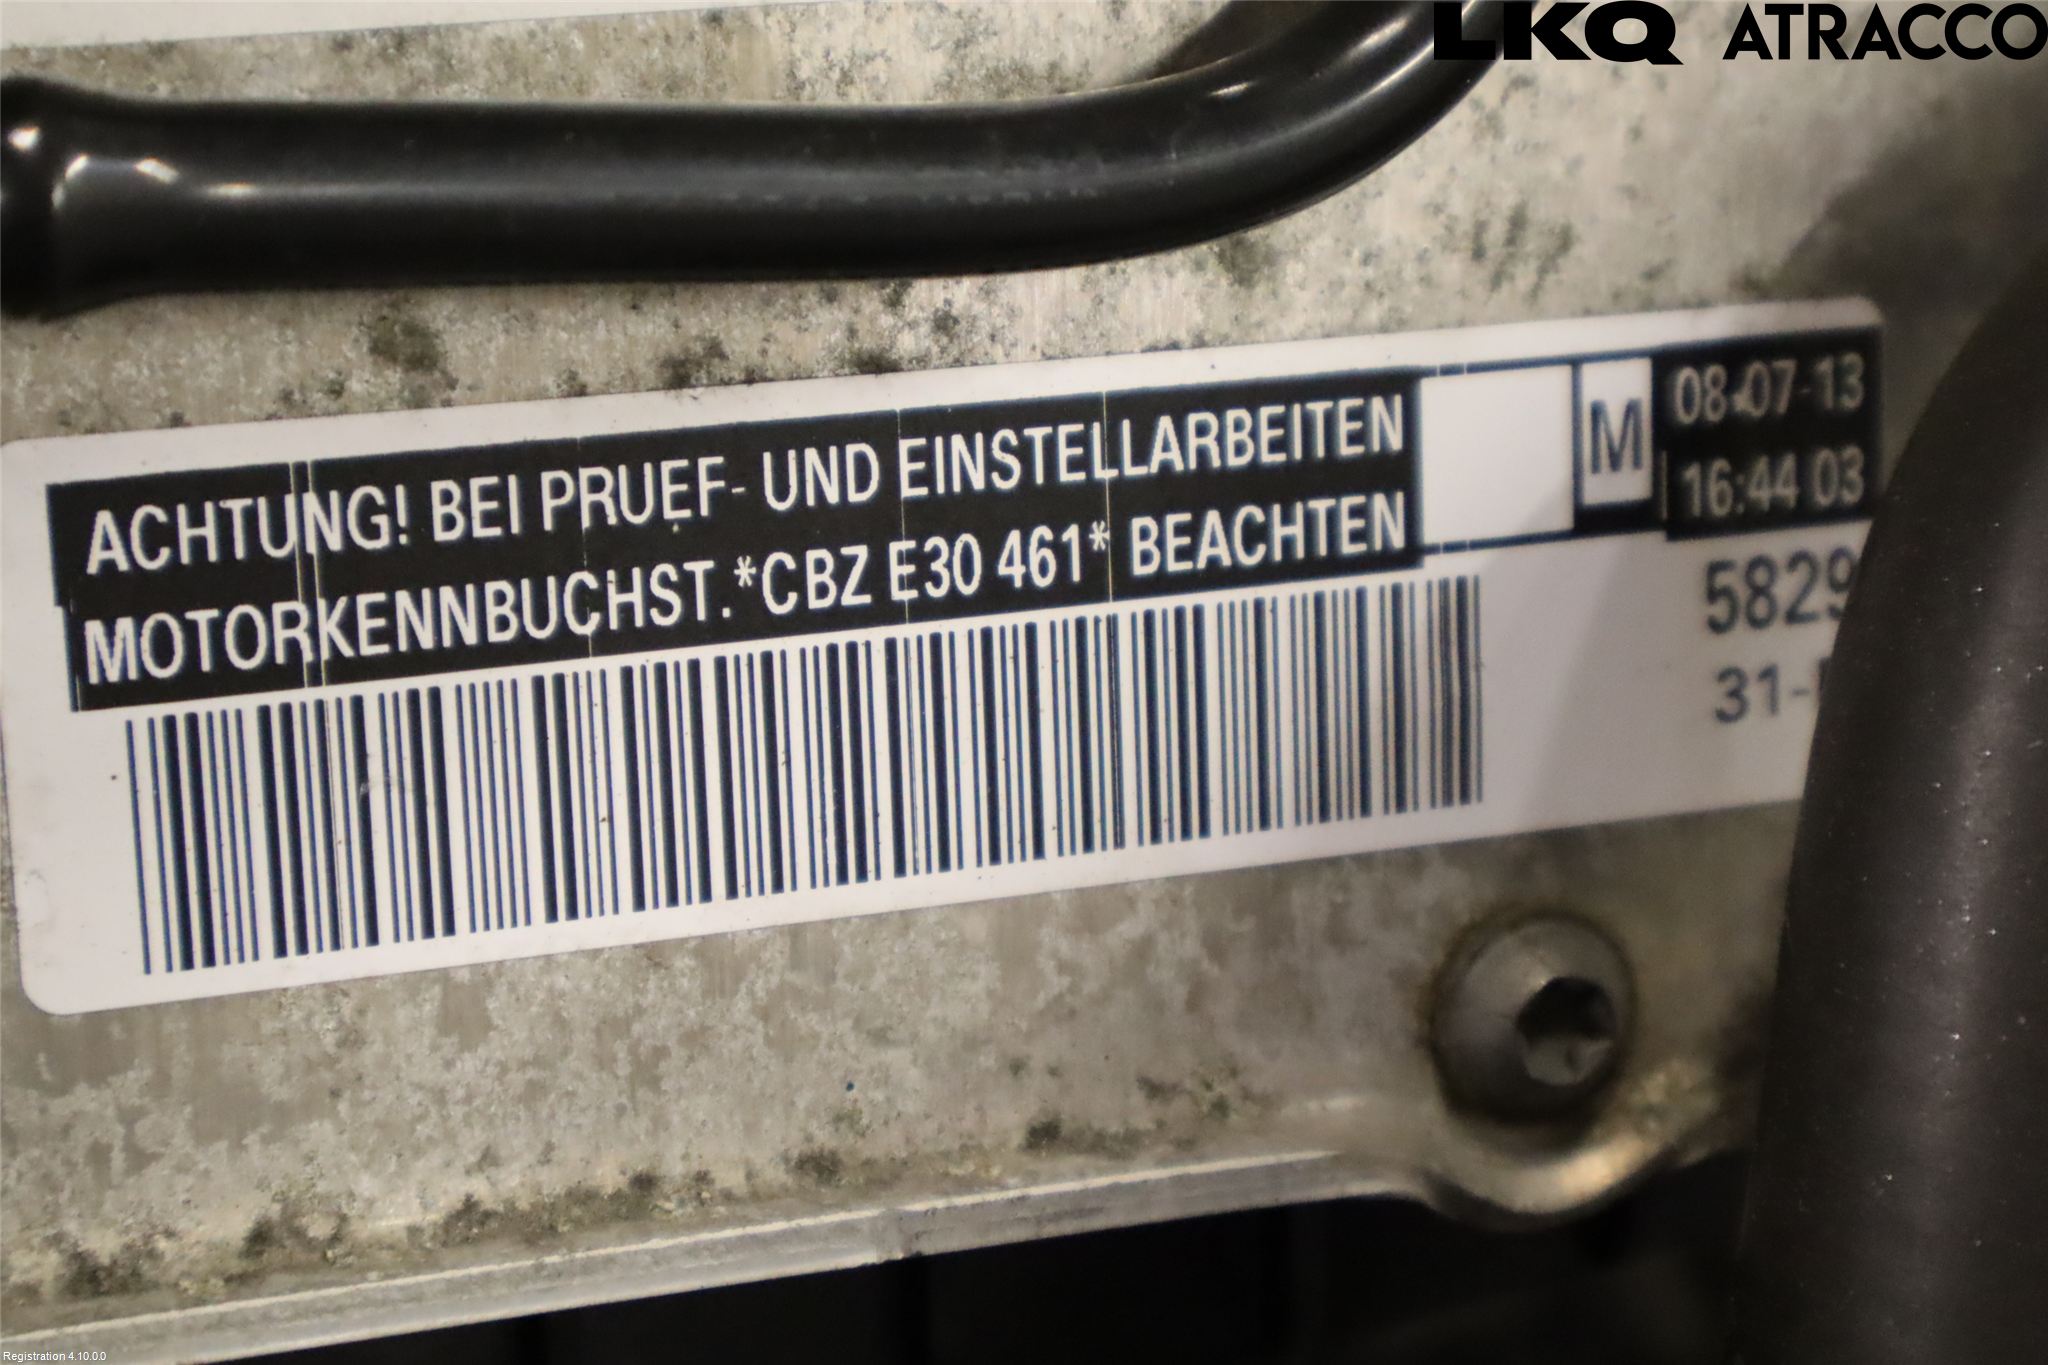 LKQ ATRACCO
ACHTUNG! BEI PRUEF- UND EINSTELLARBEITEN
MOTORKENNBUCHST.*CBZ E30 461* BEACHTEN
M
08-07-13
16:44 03
5829
31-
Registration 4.10.0.0